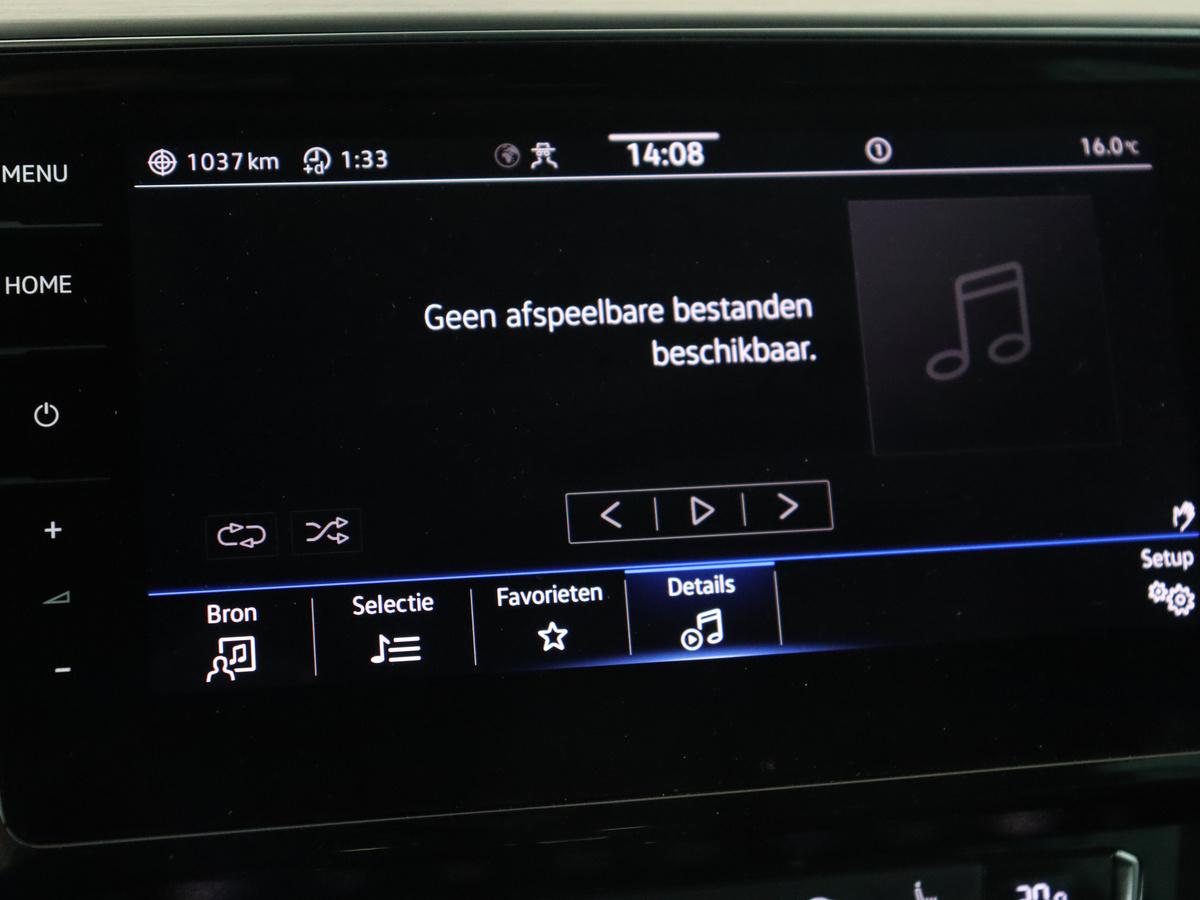 MENU
HOME
1037 km
+d 1:33
14:08
1
16.0°C
Geen afspeelbare bestanden
beschikbaar.
Bron
Selectie
Favorieten
Details
Setup